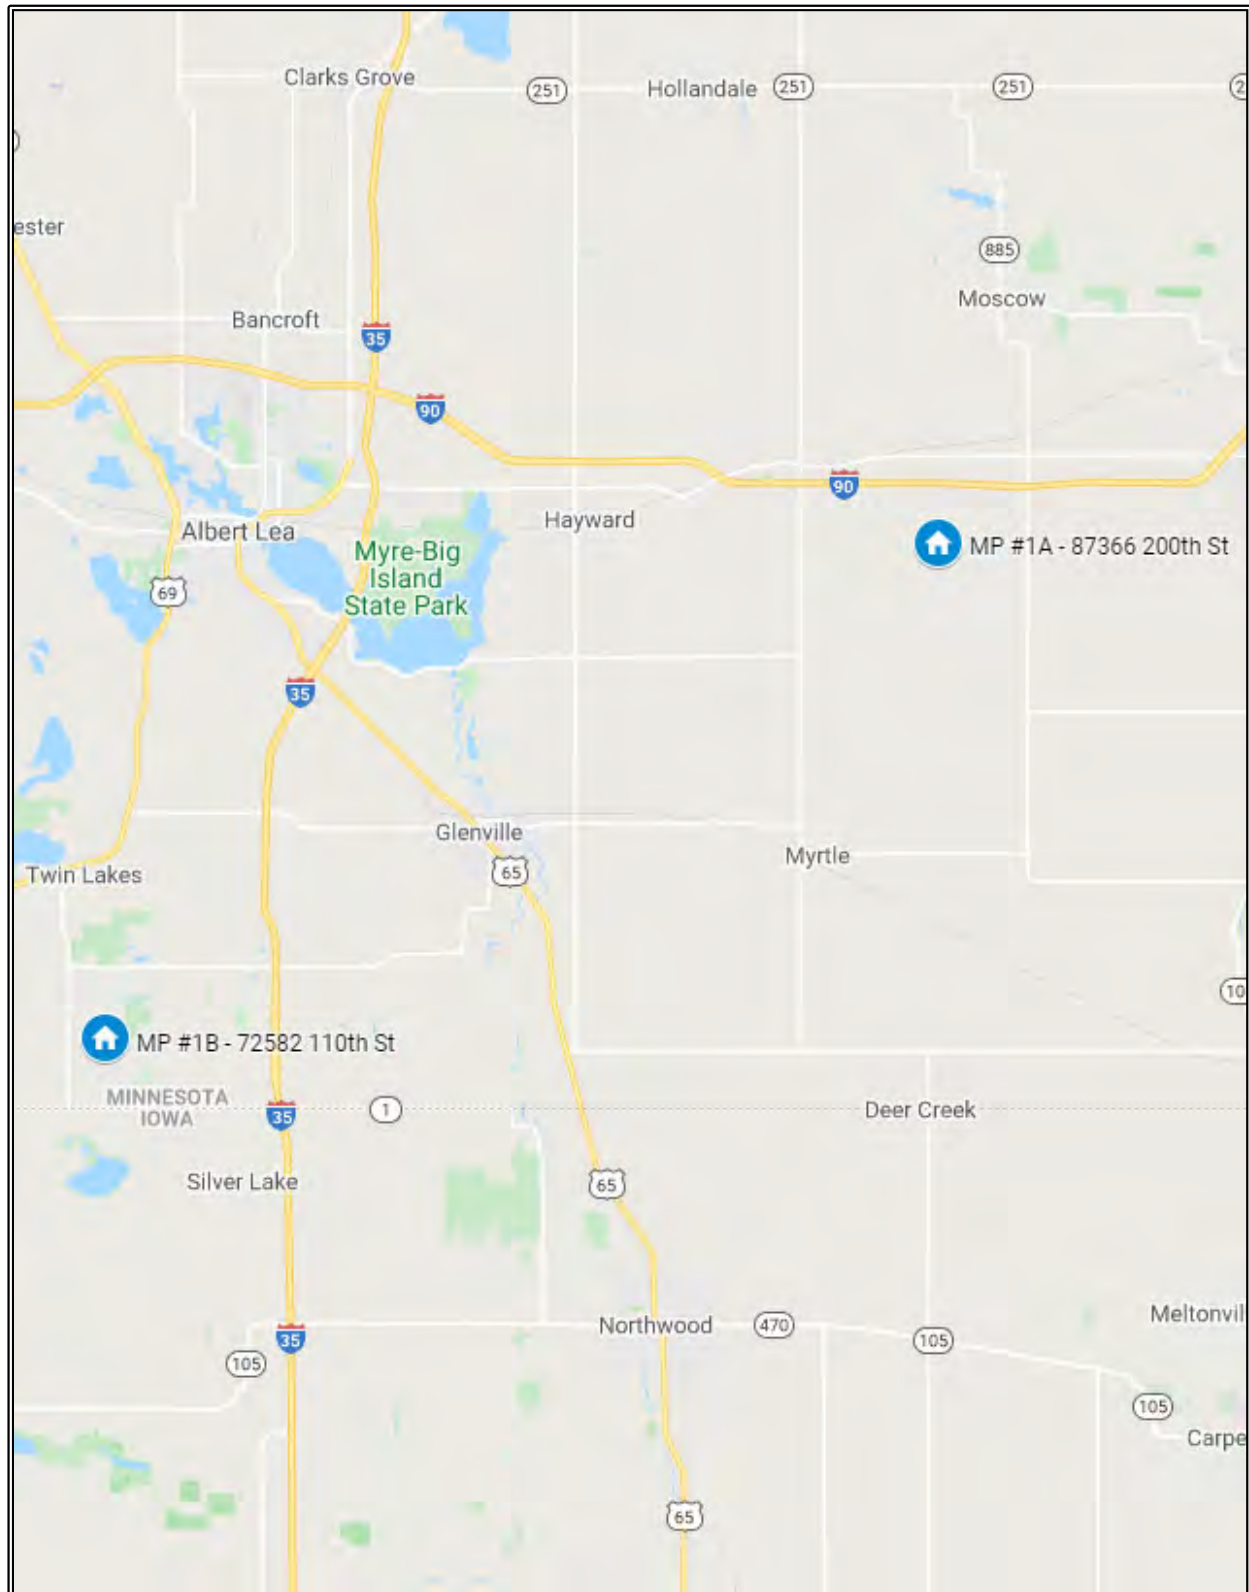 Clarks Grove
251
Hollandale
251
251
2
ester
885
Moscow
Bancroft
35
90
90
Hayward
Albert Lea
MP #1A - 87366 200th St
Myre-Big
Island
State Park
69
35
Glenville
Myrtle
65
Twin Lakes
10
MP #1B - 72582 110th St
MINNESOTA
IOWA
35
1
Deer Creek
Silver Lake
65
Meltonvil
Northwood
470
35
105
105
105
Carpe
65